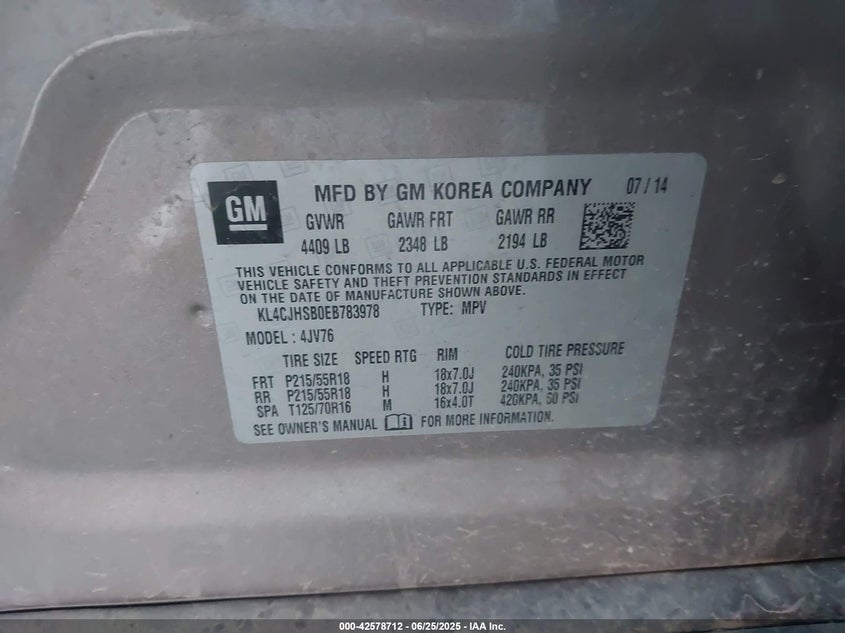 GM MFD BY GM KOREA COMPANY 07/14
GVWR GAWR FRT GAWR RR
4409 LB 2348 LB 2194 LB
THIS VEHICLE CONFORMS TO ALL APPLICABLE U.S. FEDERAL MOTOR
VEHICLE SAFETY AND THEFT PREVENTION STANDARDS IN EFFECT
ON THE DATE OF MANUFACTURE SHOWN ABOVE.
KL4CJHSB0EB783978 TYPE: MPV
MODEL : 4JV76
TIRE SIZE SPEED RTG RIM COLD TIRE PRESSURE
FRT P215/55R18 H 18x7.0J 240KPA, 35 PSI
RR P215/55R18 H 18x7.0J 240KPA, 35 PSI
SPA T125/70R16 M 16x4.0T 420KPA, 60 PSI
SEE OWNER'S MANUAL FOR MORE INFORMATION.
000-42578712 - 06/25/2025 - IAA Inc.